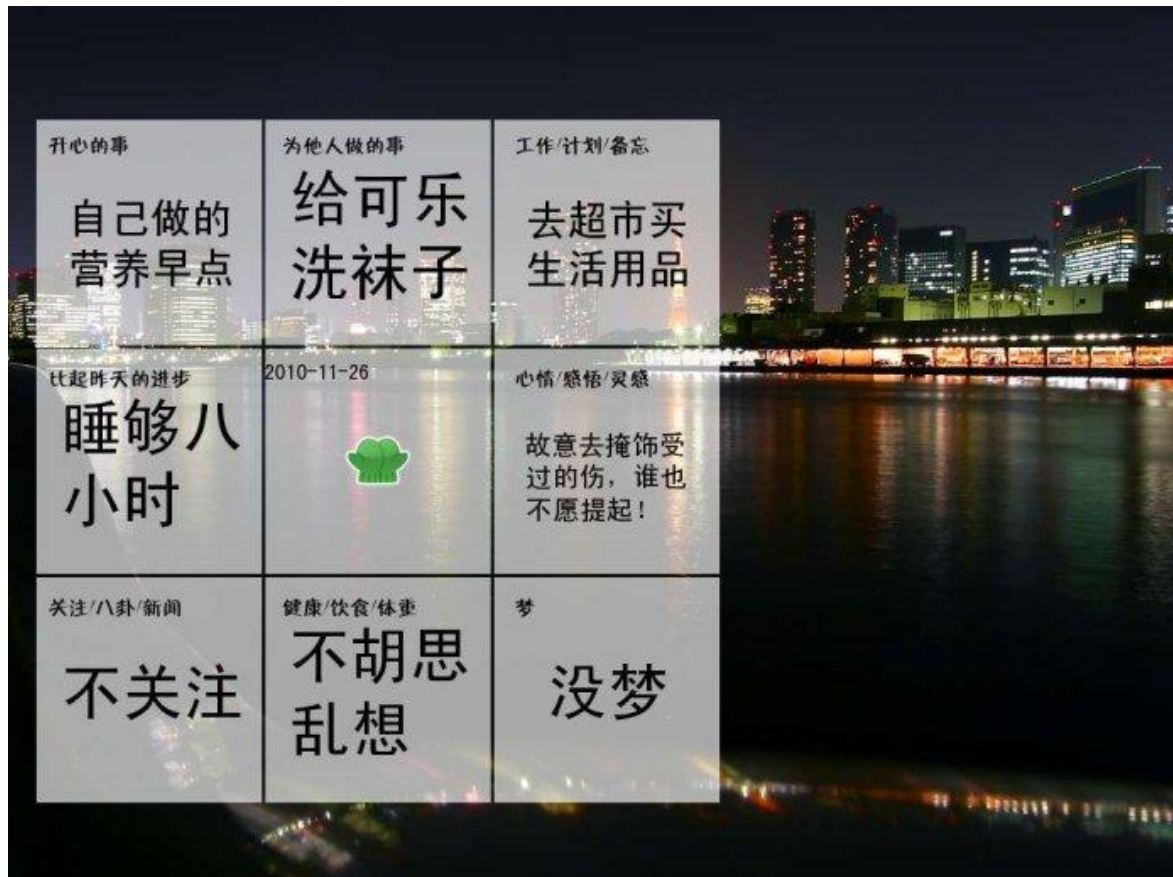 开心的事
自己做的
营养早点
为他人做的事
给可乐
洗袜子
工作/计划/备忘
去超市买
生活用品
比起昨天的进步
睡够八
小时
2010-11-26
心情/感悟/灵感
故意去掩饰受
过的伤，谁也
不愿提起！
关注/八卦/新闻
不关注
健康/饮食/体重
不胡思
乱想
梦
没梦